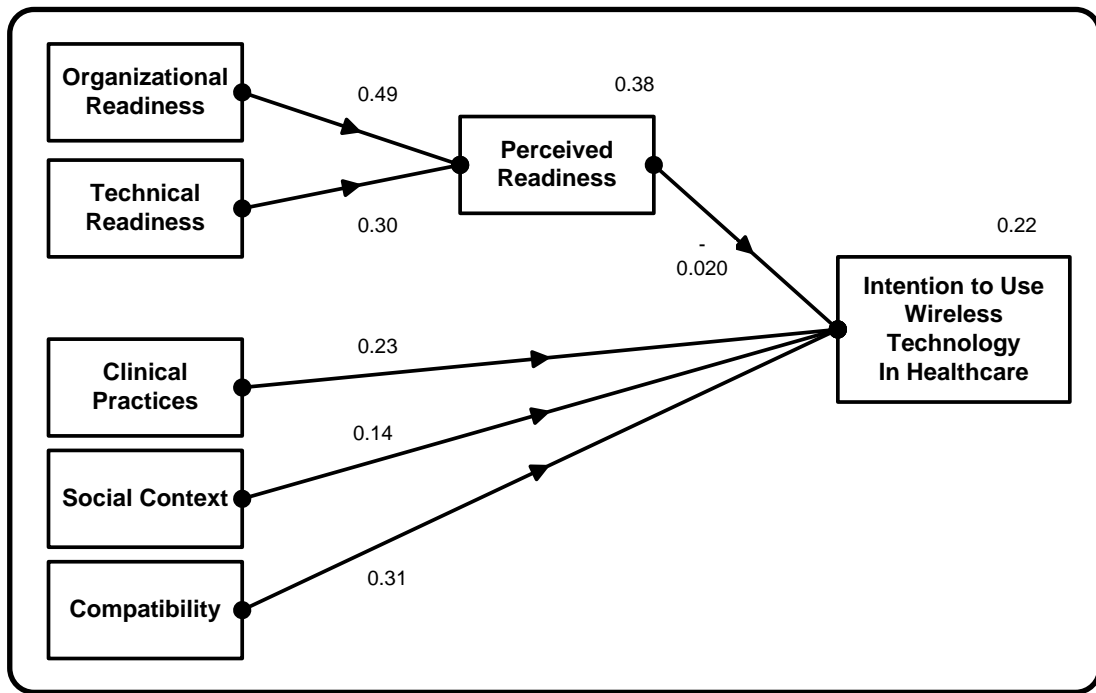 Organizational
Readiness
0.49
0.38
Perceived
Readiness
Technical
Readiness
0.30
-
0.020
0.22
Intention to Use
Wireless
Technology
In Healthcare
Clinical
Practices
0.23
Social Context
0.14
Compatibility
0.31